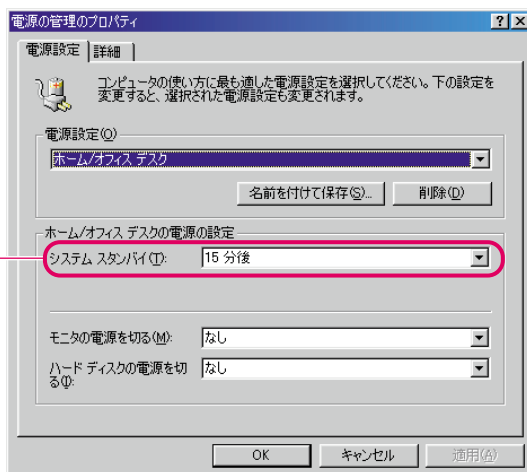 電源の管理のプロパティ
電源設定
詳細
コンピュータの使い方に最も適した電源設定を選択してください。下の設定を
変更すると、選択された電源設定も変更されます。
電源設定(O)
ホーム/オフィス デスク
名前を付けて保存(S)...
削除(D)
ホーム/オフィス デスクの電源の設定
システム スタンバイ(T):
15 分後
モニタの電源を切る(M):
なし
ハード ディスクの電源を切
る(I):
なし
OK
キャンセル
適用(A)